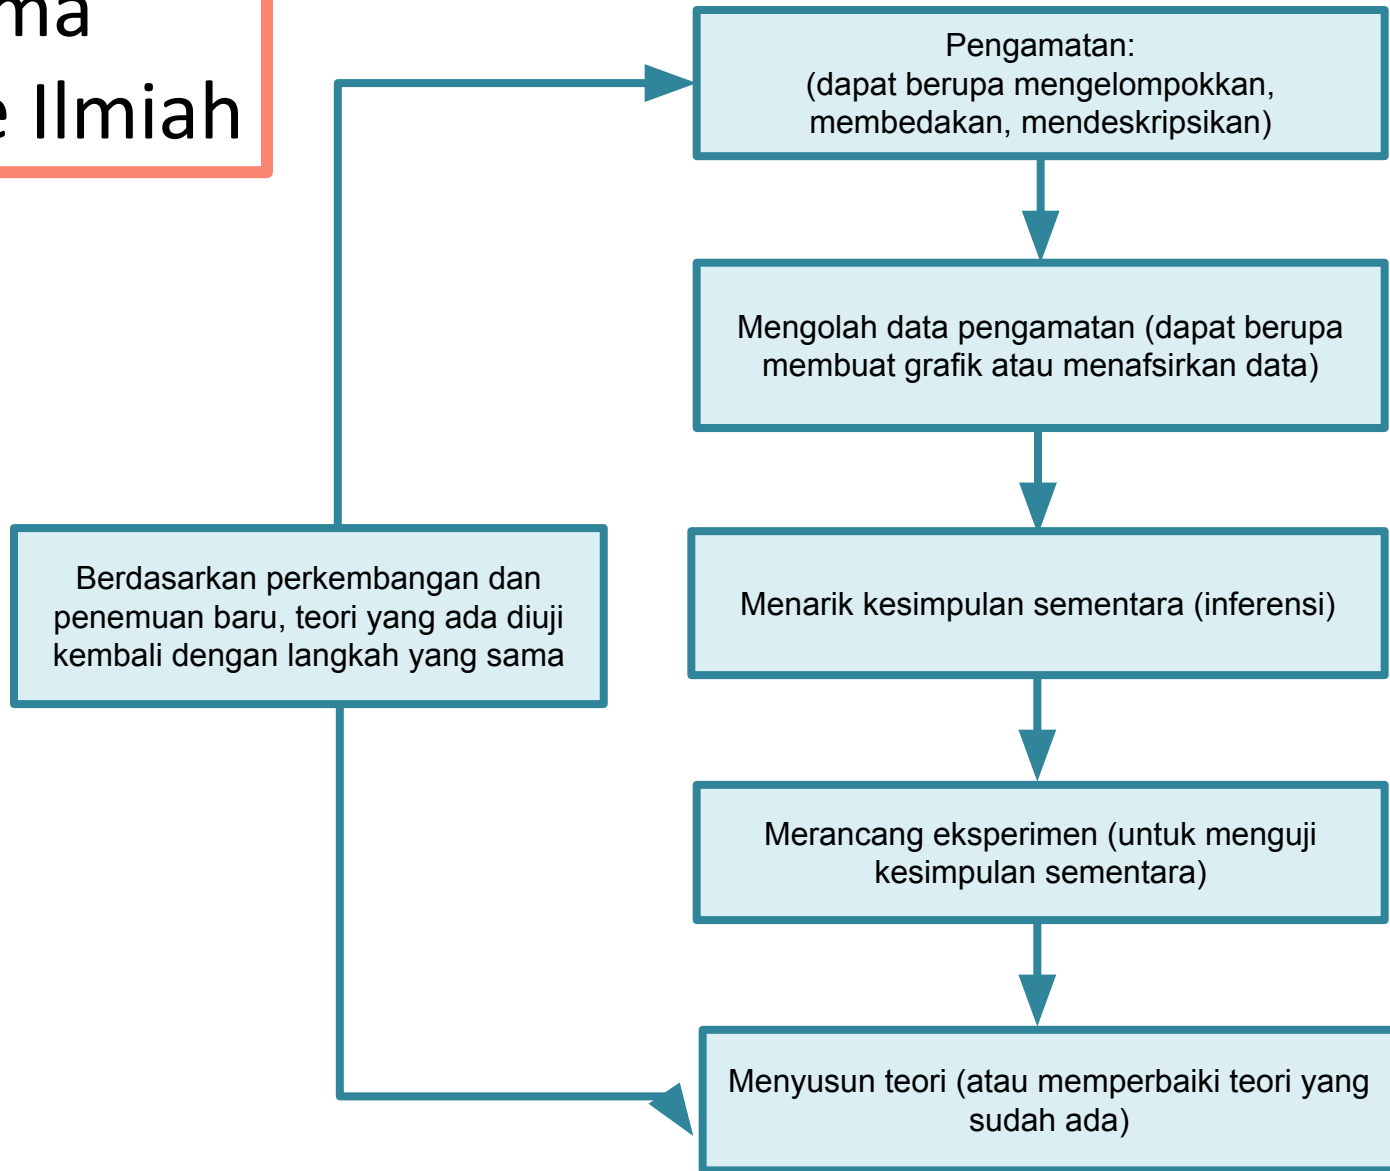 ma
e Ilmiah
Pengamatan:
(dapat berupa mengelompokkan,
membedakan, mendeskripsikan)
Mengolah data pengamatan (dapat berupa
membuat grafik atau menafsirkan data)
Menarik kesimpulan sementara (inferensi)
Berdasarkan perkembangan dan
penemuan baru, teori yang ada diuji
kembali dengan langkah yang sama
Merancang eksperimen (untuk menguji
kesimpulan sementara)
Menyusun teori (atau memperbaiki teori yang
sudah ada)